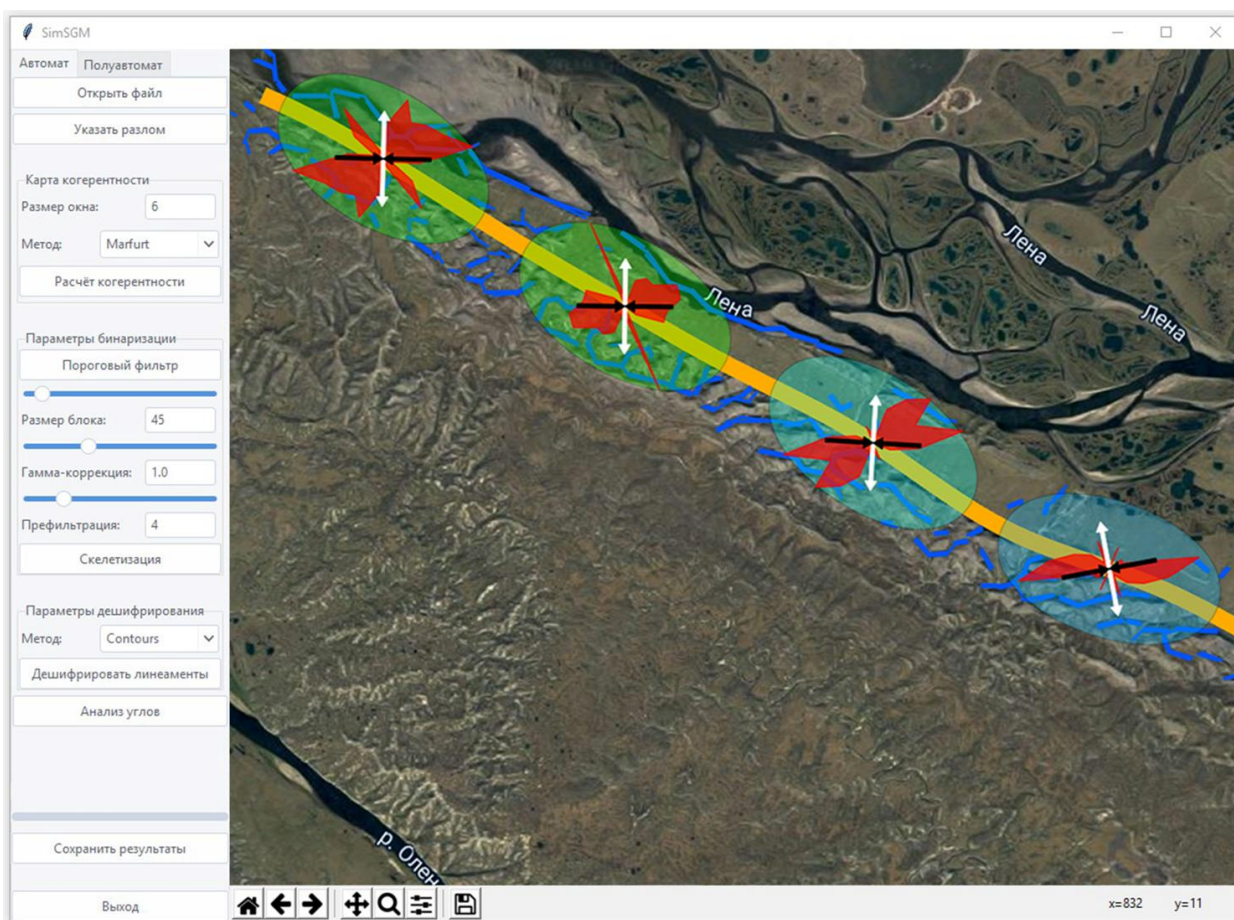 SimSGM
Автомат Полуавтомат
Открыть файл
Указать разлом
Карта когерентности
Размер окна: 6
Метод: Marfurt
Расчёт когерентности
Параметры бинаризации
Пороговый фильтр
Размер блока: 45
Гамма-коррекция: 1.0
Префильтрация: 4
Скелетизация
Параметры дешифрирования
Метод: Contours
Дешифрировать линеаменты
Анализ углов
Сохранить результаты
Выход
Лена
Лена
Лена
р. Олен
x=832 y=11